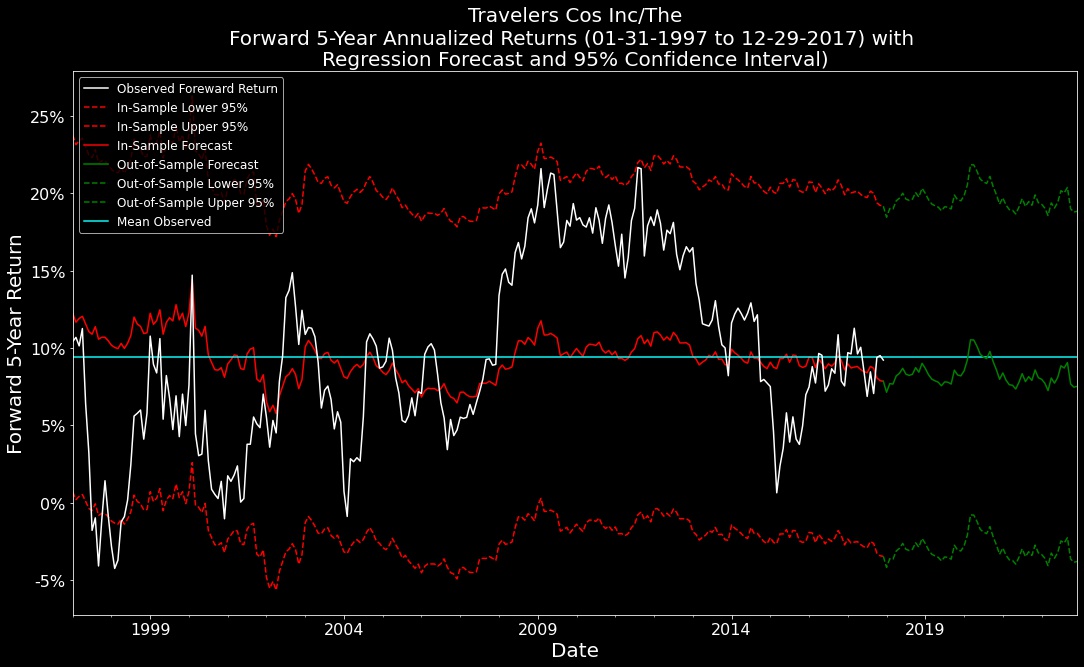 Travelers Cos Inc/The
Forward 5-Year Annualized Returns (01-31-1997 to 12-29-2017) with
Regression Forecast and 95% Confidence Interval)
Observed Foreward Return
In-Sample Lower 95%
In-Sample Upper 95%
In-Sample Forecast
Out-of-Sample Forecast
Out-of-Sample Lower 95%
Out-of-Sample Upper 95%
Mean Observed
Forward 5-Year Return
25%
20%
15%
10%
5%
0%
-5%
1999
2004
2009
2014
2019
Date